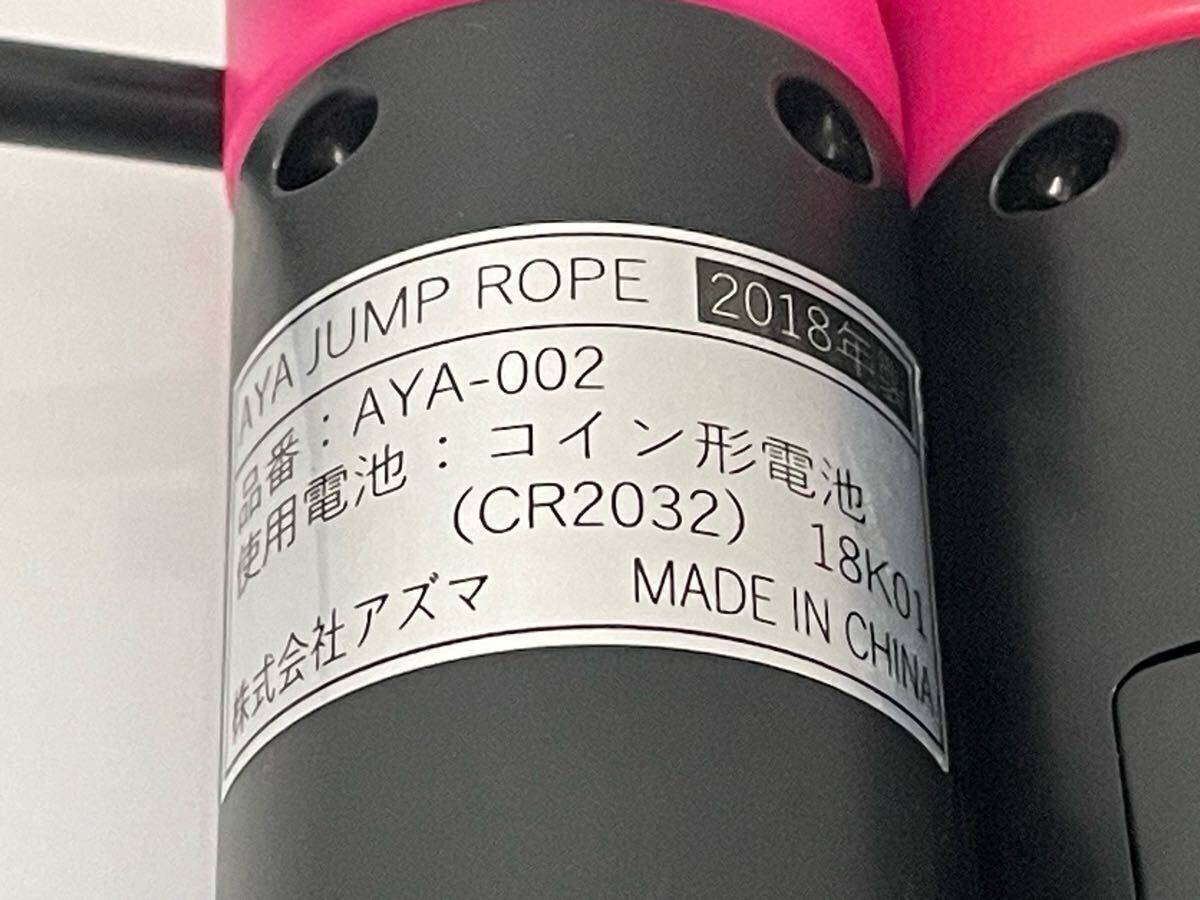 AYA JUMP ROPE 2018年製
品番：AYA-002
使用電池：コイン形電池
(CR2032) 18K01
株式会社アズマ MADE IN CHINA